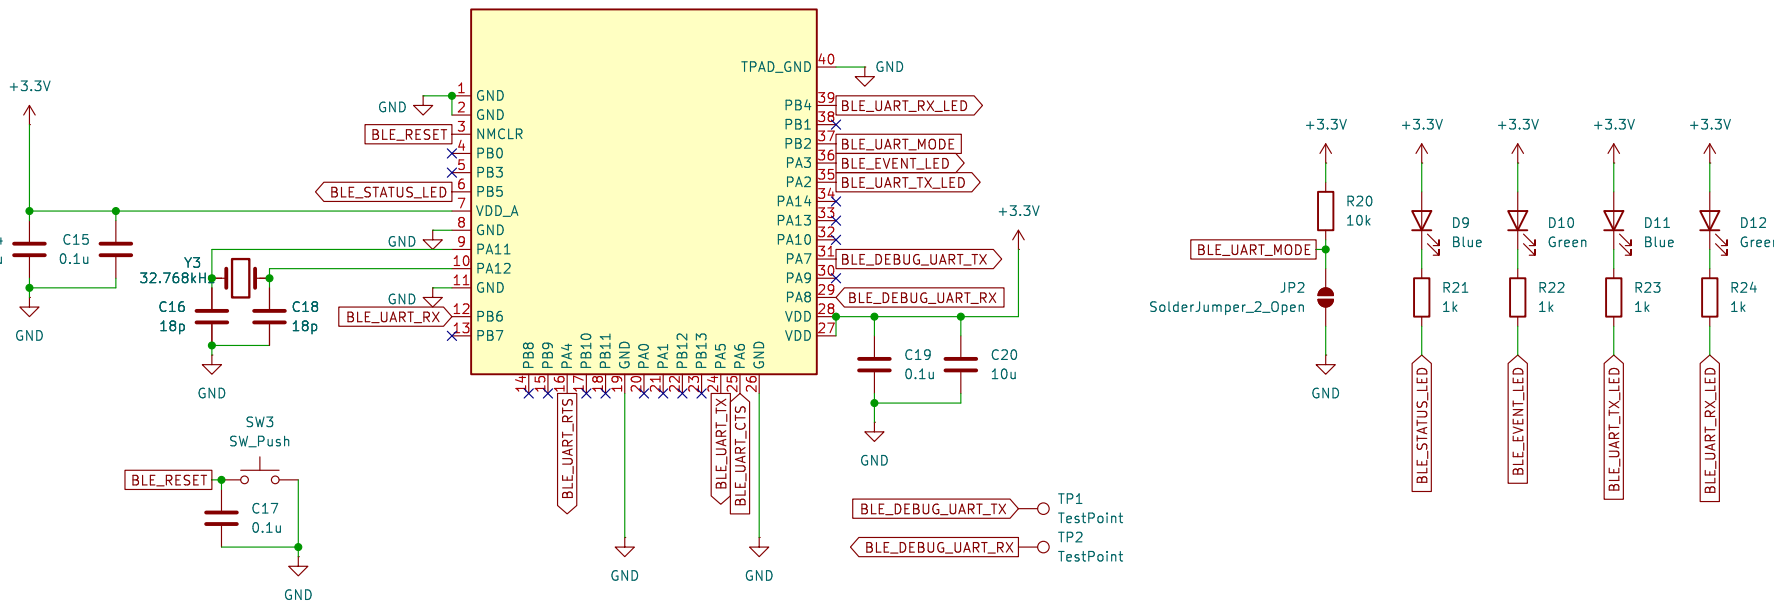 +3.3V
GND
C15
0.1u
Y3
32.768kHz
C16
18p
C18
18p
GND
GND
BLE_RESET
BLE_STATUS_LED
GND
GND
BLE_UART_RX
1 GND
2 GND
3 NMCLR
4 PB0
5 PB3
6 PB5
7 VDD_A
8 GND
9 PA11
10 PA12
11 GND
12 PB6
13 PB7
14 PB8
15 PB9
16 PA4
17 PB10
18 PB11
19 GND
20 PA0
21 PA1
22 PB12
23 PB13
24 PA5
25 PA6
26 GND
TPAD_GND 40
PB4 39
PB1 38
PB2 37
PA3 36
PA2 35
PA14 34
PA13 33
PA10 32
PA7 31
PA9 30
PA8 29
VDD 28
VDD 27
GND
BLE_UART_RX_LED
BLE_UART_MODE
BLE_EVENT_LED
BLE_UART_TX_LED
BLE_DEBUG_UART_TX
BLE_DEBUG_UART_RX
+3.3V
C19
0.1u
C20
10u
GND
BLE_UART_RTS
BLE_UART_TX
BLE_UART_CTS
GND
GND
SW3
SW_Push
BLE_RESET
C17
0.1u
GND
BLE_DEBUG_UART_TX
TP1
TestPoint
BLE_DEBUG_UART_RX
TP2
TestPoint
+3.3V
R20
10k
BLE_UART_MODE
JP2
SolderJumper_2_Open
GND
+3.3V
D9
Blue
R21
1k
BLE_STATUS_LED
+3.3V
D10
Green
R22
1k
BLE_EVENT_LED
+3.3V
D11
Blue
R23
1k
BLE_UART_TX_LED
+3.3V
D12
R24
1k
BLE_UART_RX_LED